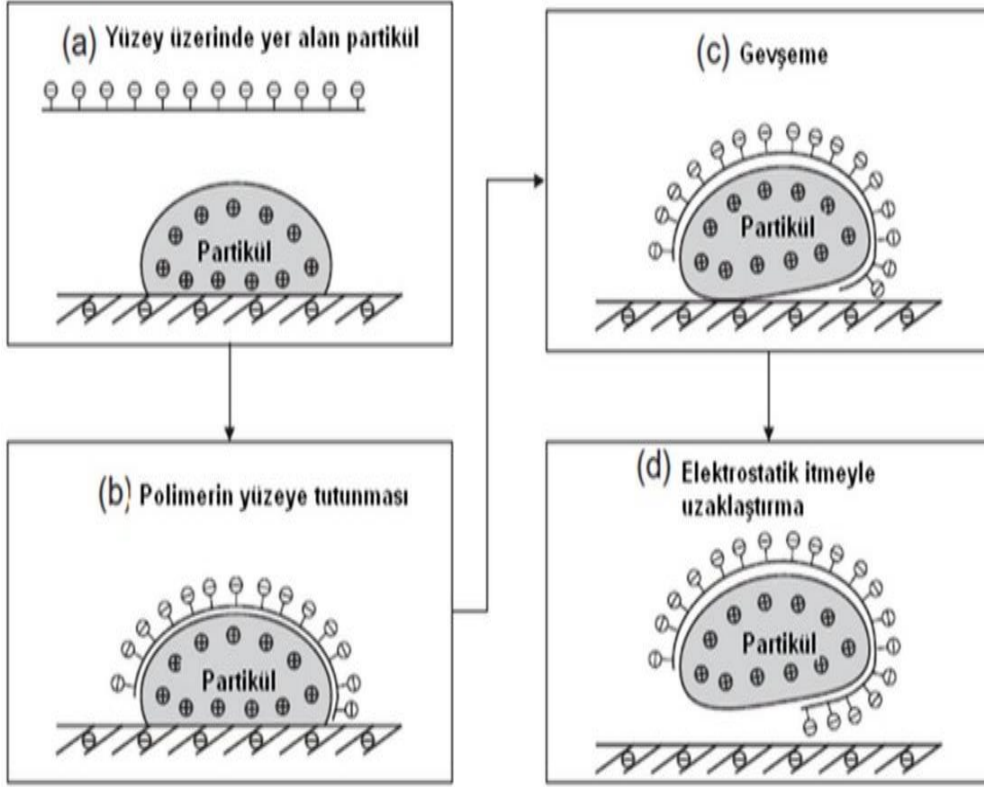 (a) Yüzey üzerinde yer alan partikül
Partikül
(b) Polimerin yüzeye tutunması
Partikül
(c) Gevşeme
Partikül
(d) Elektrostatik itmeyle
uzaklaştırma
Partikül